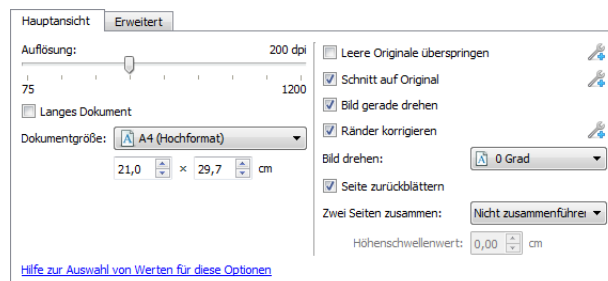 Hauptansicht
Erweitert
Auflösung:
200 dpi
75
1200
Langes Dokument
Dokumentgröße:
A4 (Hochformat)
21,0 × 29,7 cm
Hilfe zur Auswahl von Werten für diese Optionen
Leere Originale überspringen
Schnitt auf Original
Bild gerade drehen
Ränder korrigieren
Bild drehen:
0 Grad
Seite zurückblättern
Zwei Seiten zusammen:
Nicht zusammenführe
Höhenschwellenwert:
0,00 cm